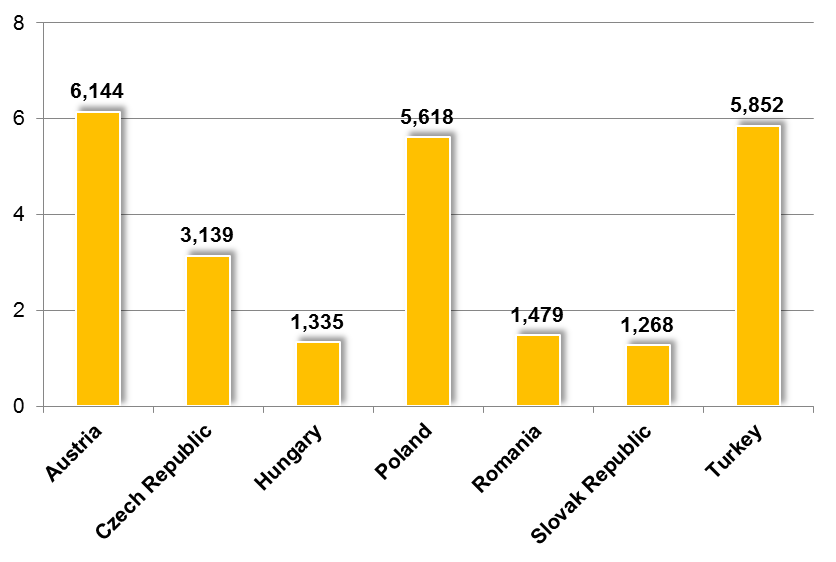 8
6
4
2
0
6,144
3,139
1,335
5,618
1,479
1,268
5,852
Austria
Czech Republic
Hungary
Poland
Romania
Slovak Republic
Turkey